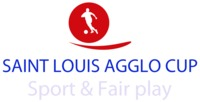 SAINT LOUIS AGGLO CUP
Sport & Fair play